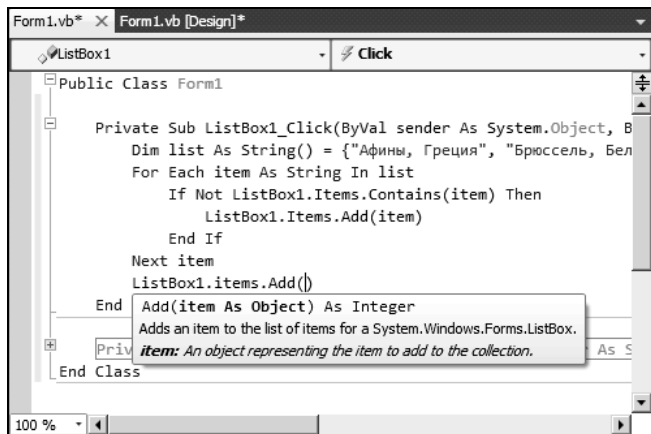 Form1.vb* Form1.vb [Design]*
ListBox1 Click
Public Class Form1
Private Sub ListBox1_Click(ByVal sender As System.Object, B
Dim list As String() = {"Афины, Греция", "Брюссель, Бел
For Each item As String In list
If Not ListBox1.Items.Contains(item) Then
ListBox1.Items.Add(item)
End If
Next item
ListBox1.items.Add()
End
Add(item As Object) As Integer
Adds an item to the list of items for a System.Windows.Forms.ListBox.
item: An object representing the item to add to the collection.
Priv As S
End Class
100 %